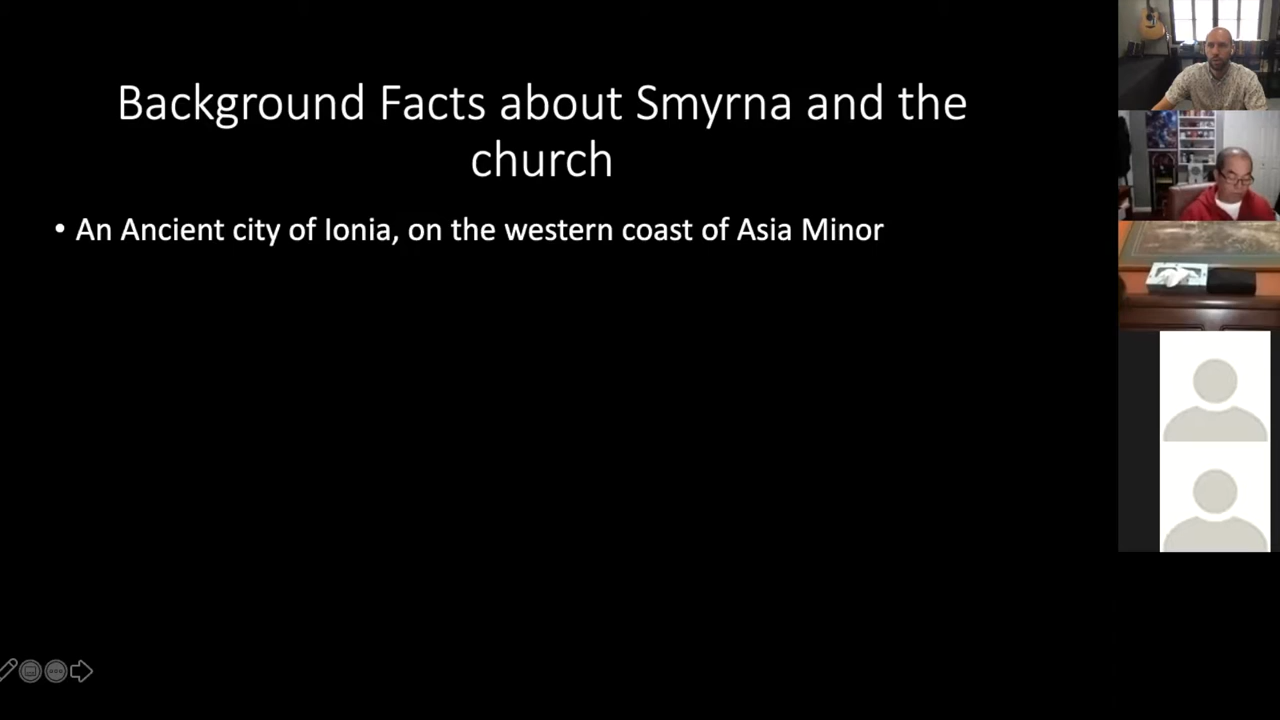 Background Facts about Smyrna and the
church
• An Ancient city of Ionia, on the western coast of Asia Minor